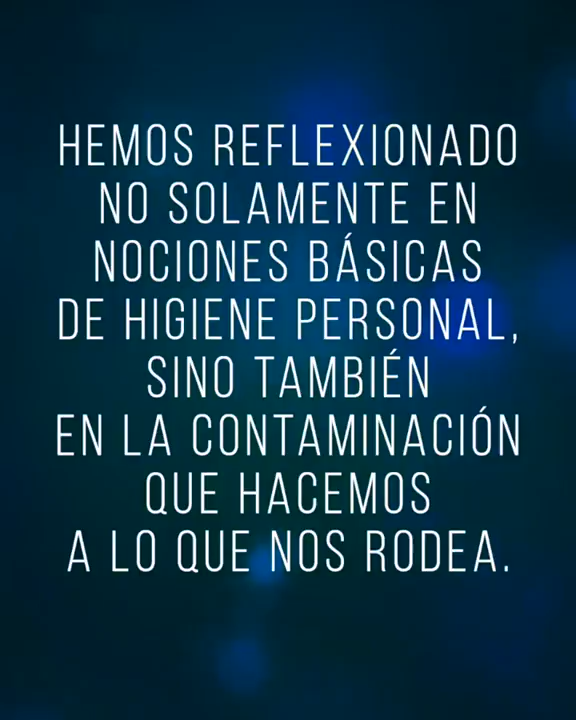 HEMOS REFLEXIONADO
NO SOLAMENTE EN
NOCIONES BÁSICAS
DE HIGIENE PERSONAL,
SINO TAMBIÉN
EN LA CONTAMINACIÓN
QUE HACEMOS
A LO QUE NOS RODEA.